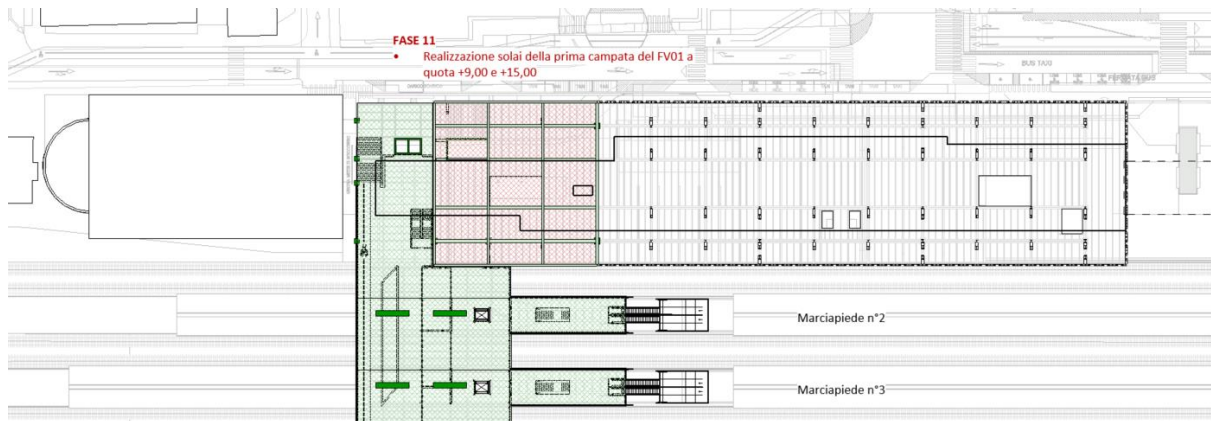 FASE 11
• Realizzazione solai della prima campata del FV01 a
quota +9,00 e +15,00
BUS TAXI
Marciapiede n°2
Marciapiede n°3